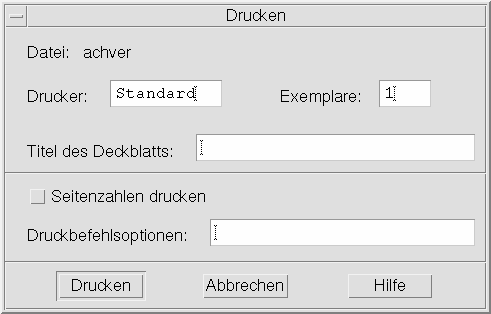 Drucken
Datei: achver
Drucker: Standard Exemplare: 1
Titel des Deckblatts:
Seitenzahlen drucken
Druckbefehlsoptionen:
Drucken Abbrechen Hilfe